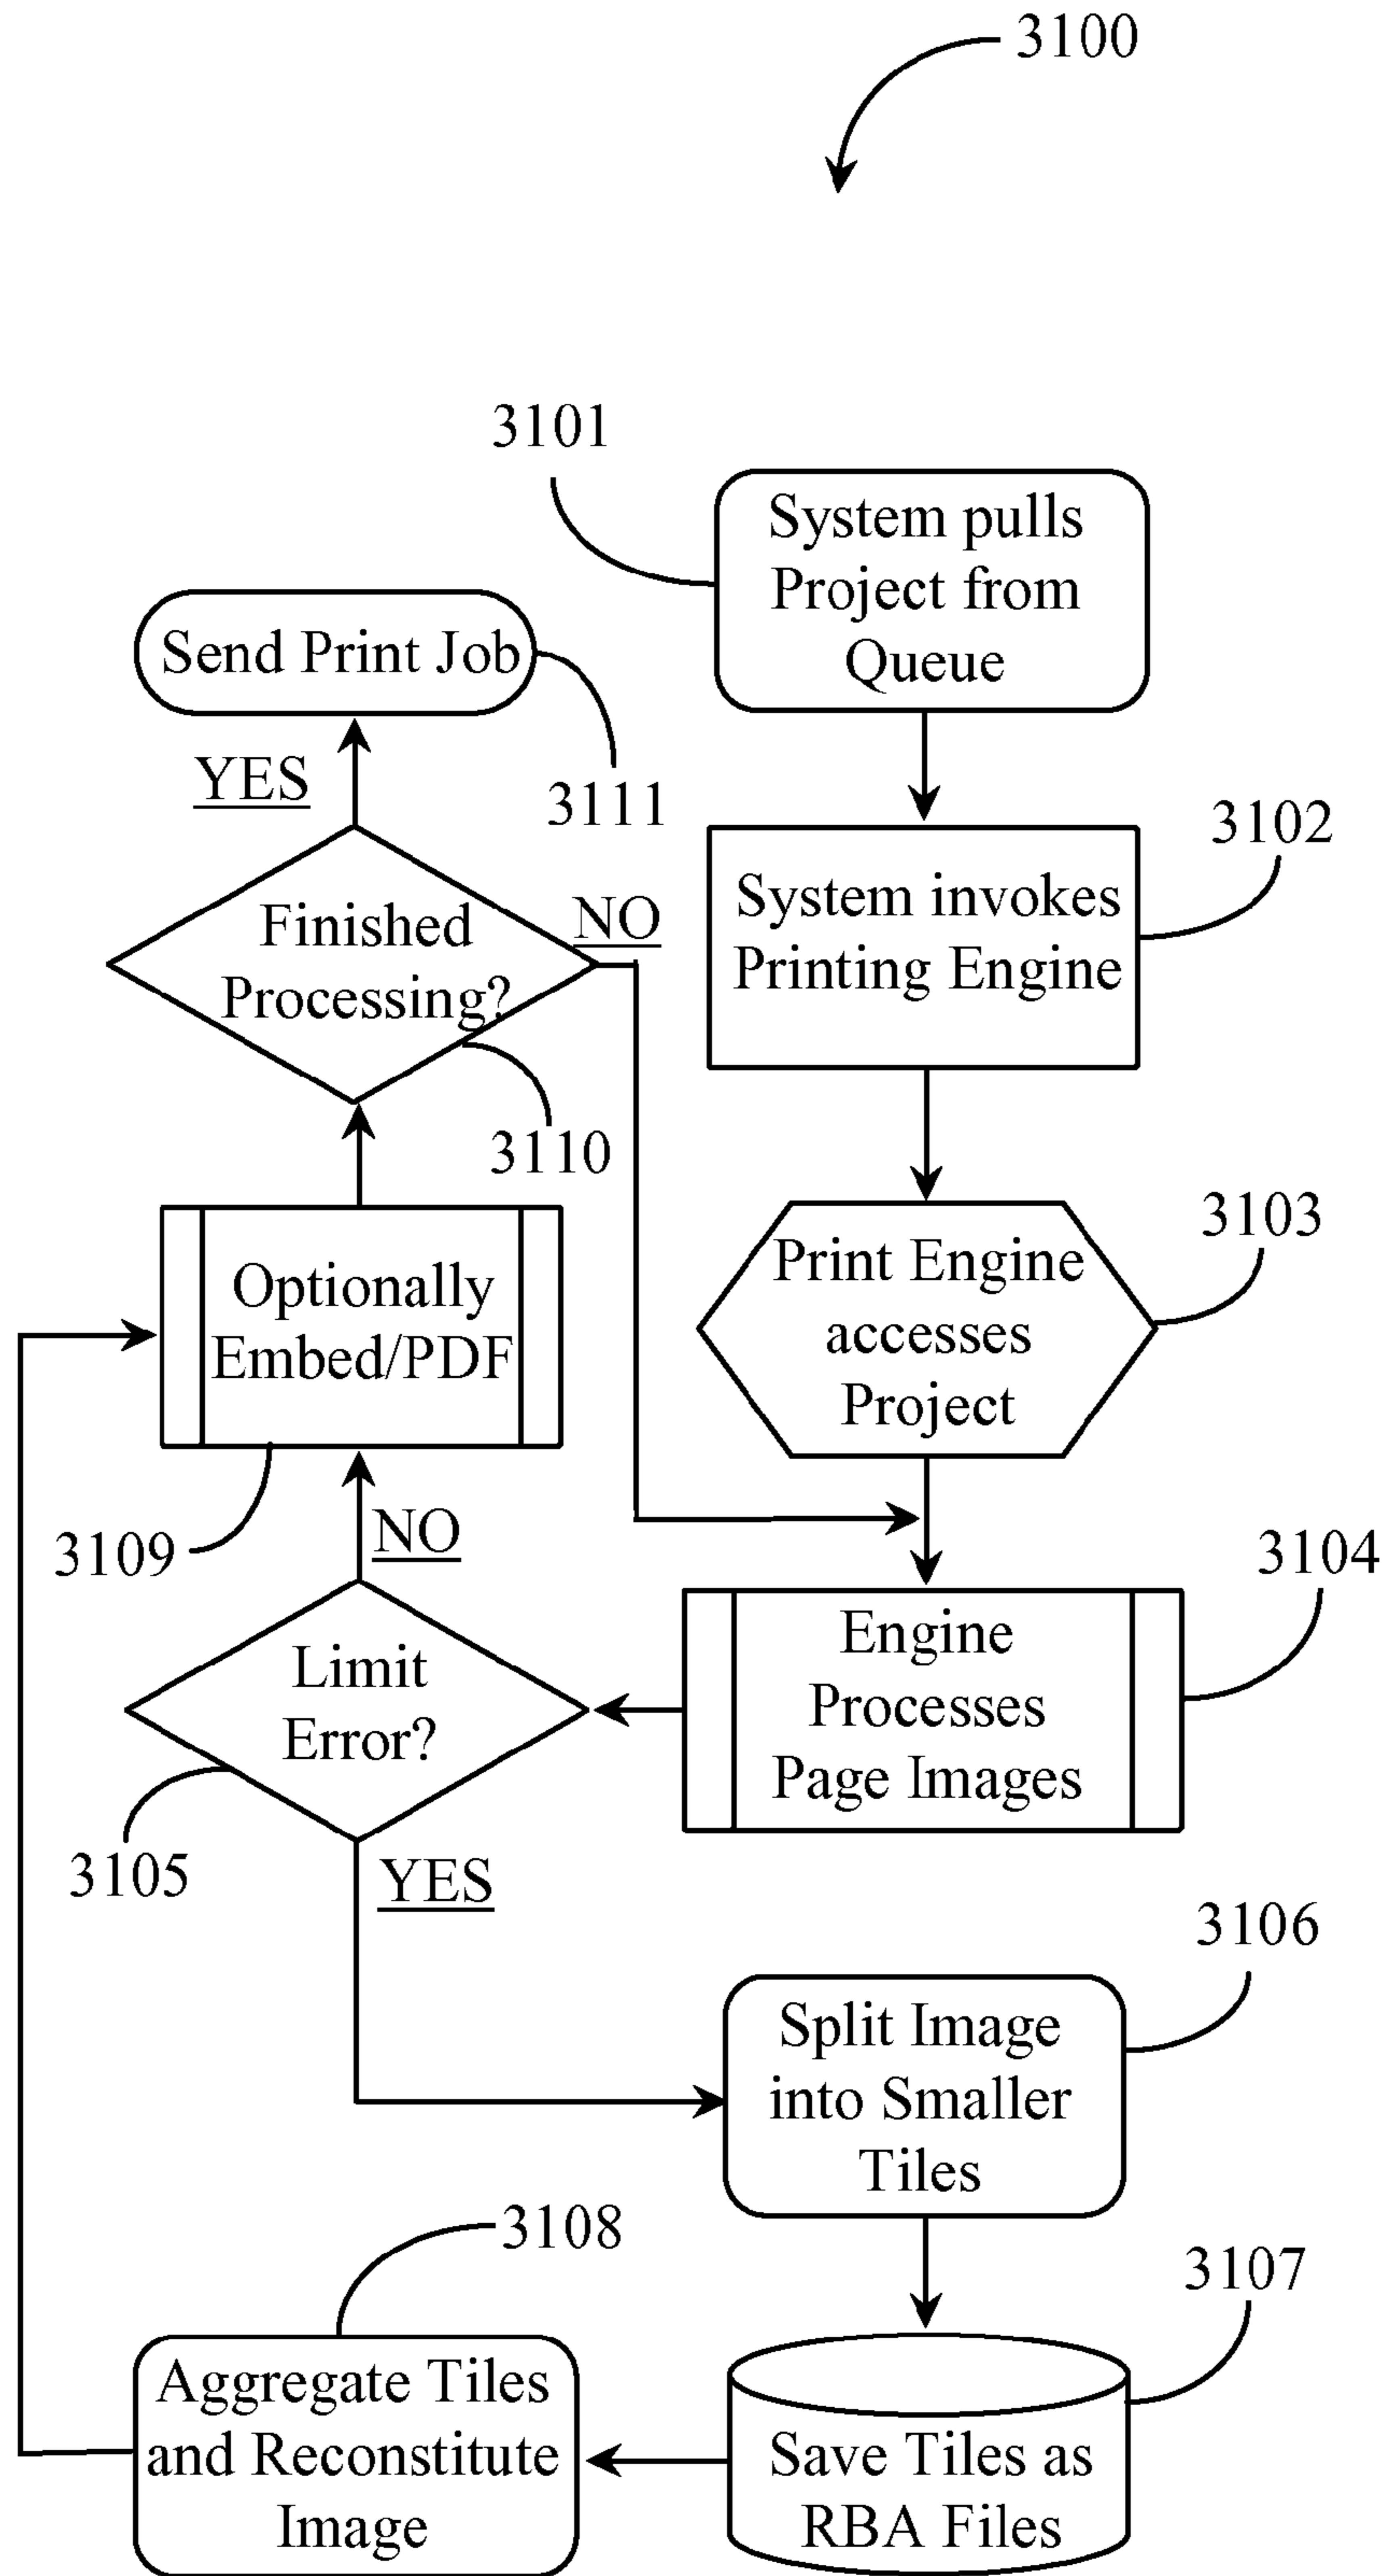 3100
3101
System pulls
Project from
Queue
Send Print Job
YES
3111
3102
System invokes
Printing Engine
Finished
Processing?
NO
3110
3103
Print Engine
accesses
Project
Optionally
Embed/PDF
3109
NO
3104
Engine
Processes
Page Images
Limit
Error?
3105
YES
3106
Split Image
into Smaller
Tiles
3108
3107
Aggregate Tiles
and Reconstitute
Image
Save Tiles as
RBA Files